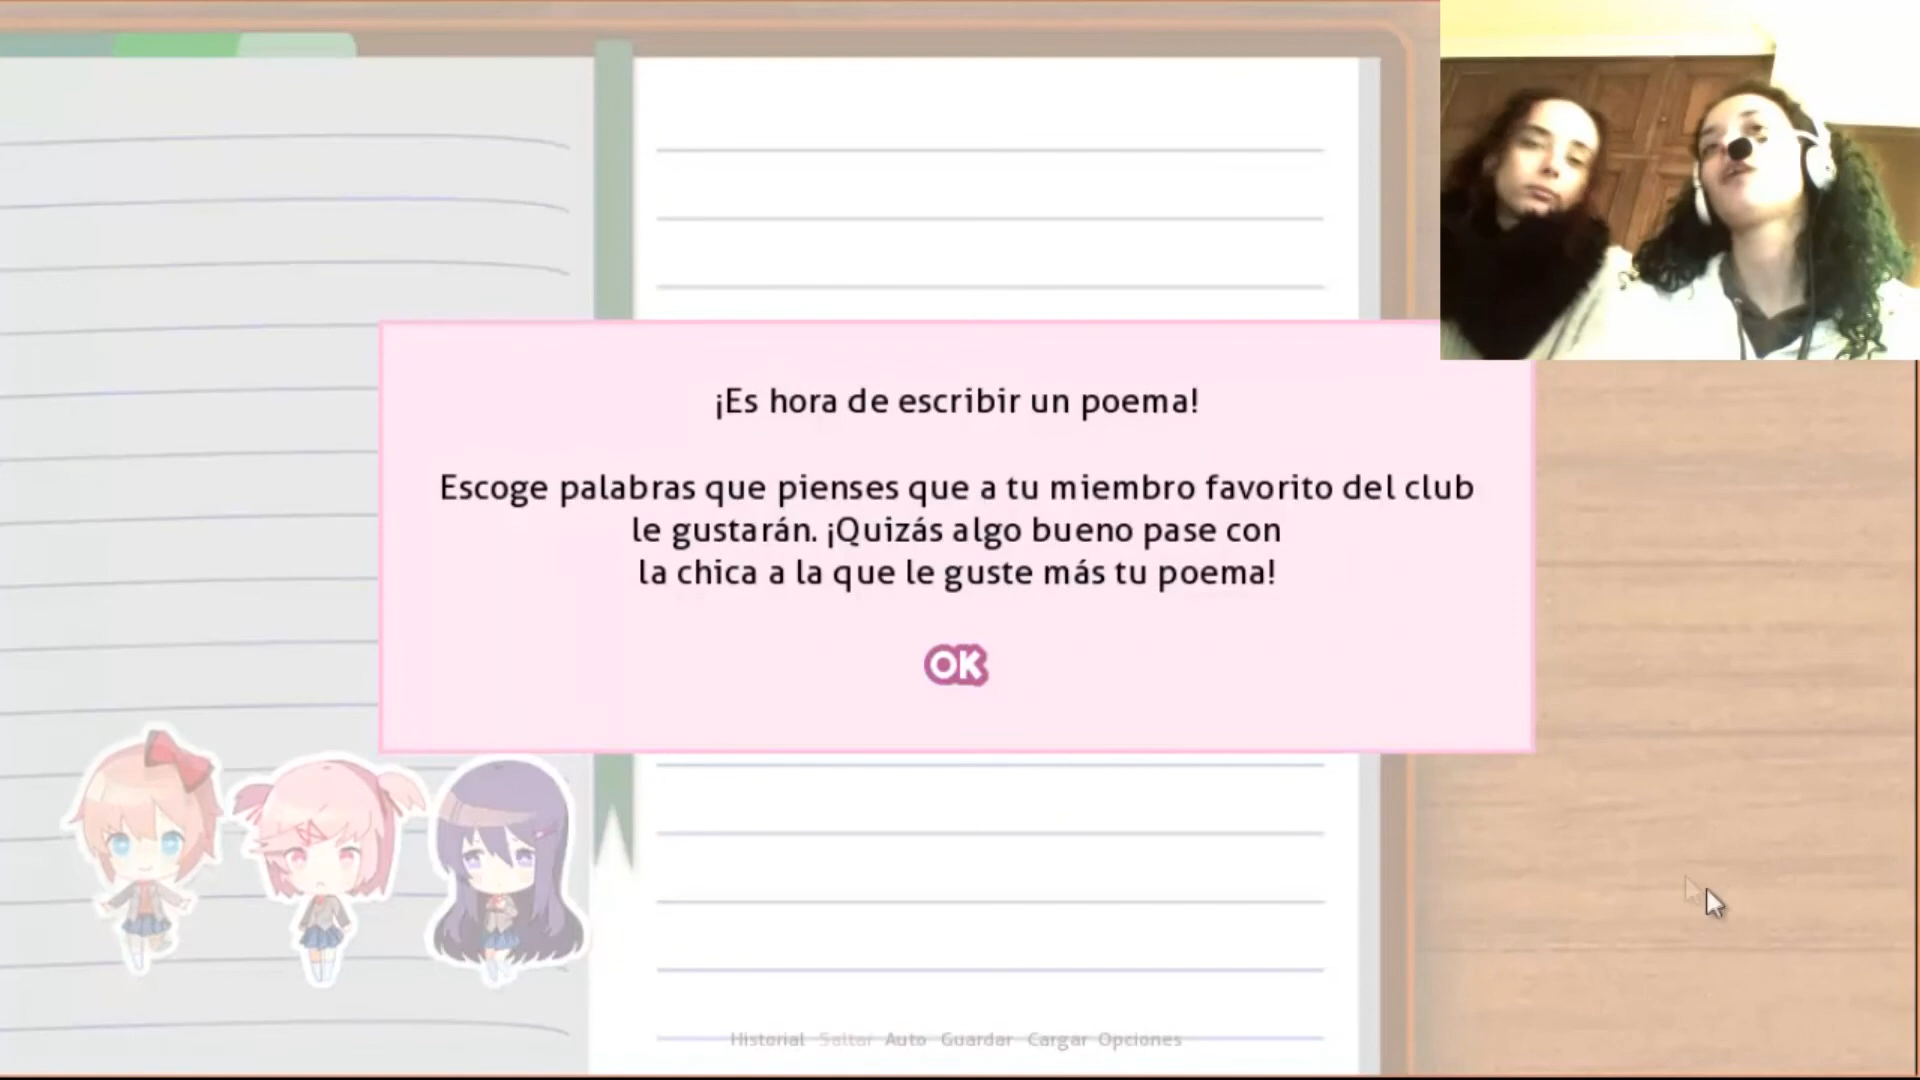 ¡Es hora de escribir un poema!
Escoge palabras que pienses que a tu miembro favorito del club
le gustarán. ¡Quizás algo bueno pase con
la chica a la que le guste más tu poema!
OK
Historial Saltar Auto Guardar Cargar Opciones